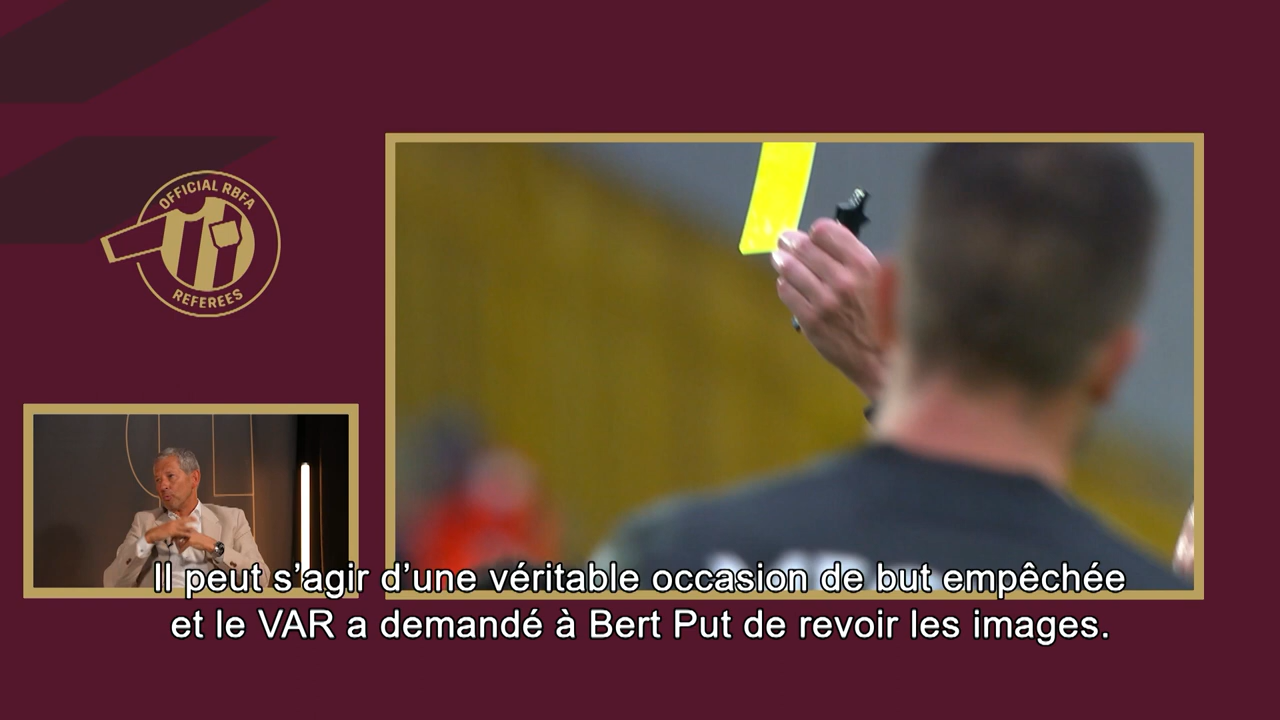 OFFICIAL RBFA
REFEREES
Il peut s’agir d’une véritable occasion de but empêchée
et le VAR a demandé à Bert Put de revoir les images.